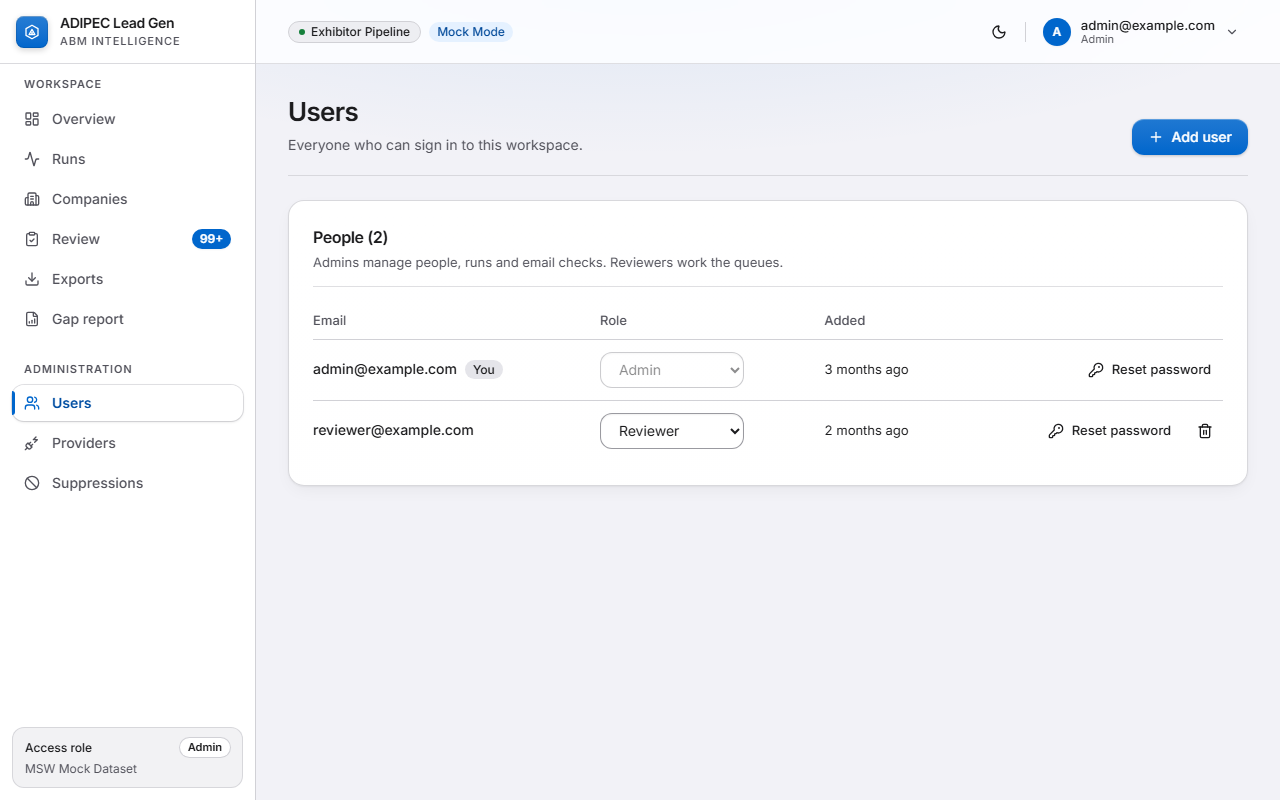 ADIPEC Lead Gen
ABM INTELLIGENCE
Exhibitor Pipeline
Mock Mode
A
admin@example.com
Admin
WORKSPACE
Overview
Runs
Companies
Review 99+
Exports
Gap report
ADMINISTRATION
Users
Providers
Suppressions
Access role Admin
MSW Mock Dataset
Users
Everyone who can sign in to this workspace.
+ Add user
People (2)
Admins manage people, runs and email checks. Reviewers work the queues.
Email Role Added
admin@example.com You Admin 3 months ago Reset password
reviewer@example.com Reviewer 2 months ago Reset password